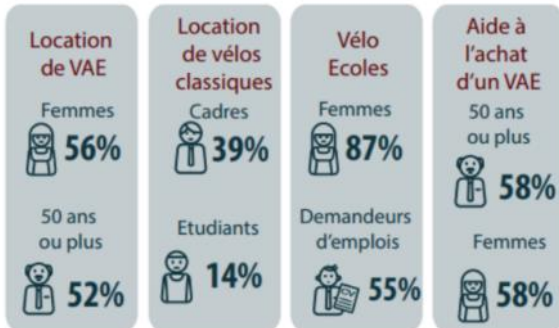 Location
de VAE
Femmes
56%
50 ans
ou plus
52%
Location
de vélos
classiques
Cadres
39%
Etudiants
14%
Vélo
Ecoles
Femmes
87%
Demandeurs
d'emplois
CV
55%
Aide à
l'achat
d'un VAE
50 ans
ou plus
58%
Femmes
58%